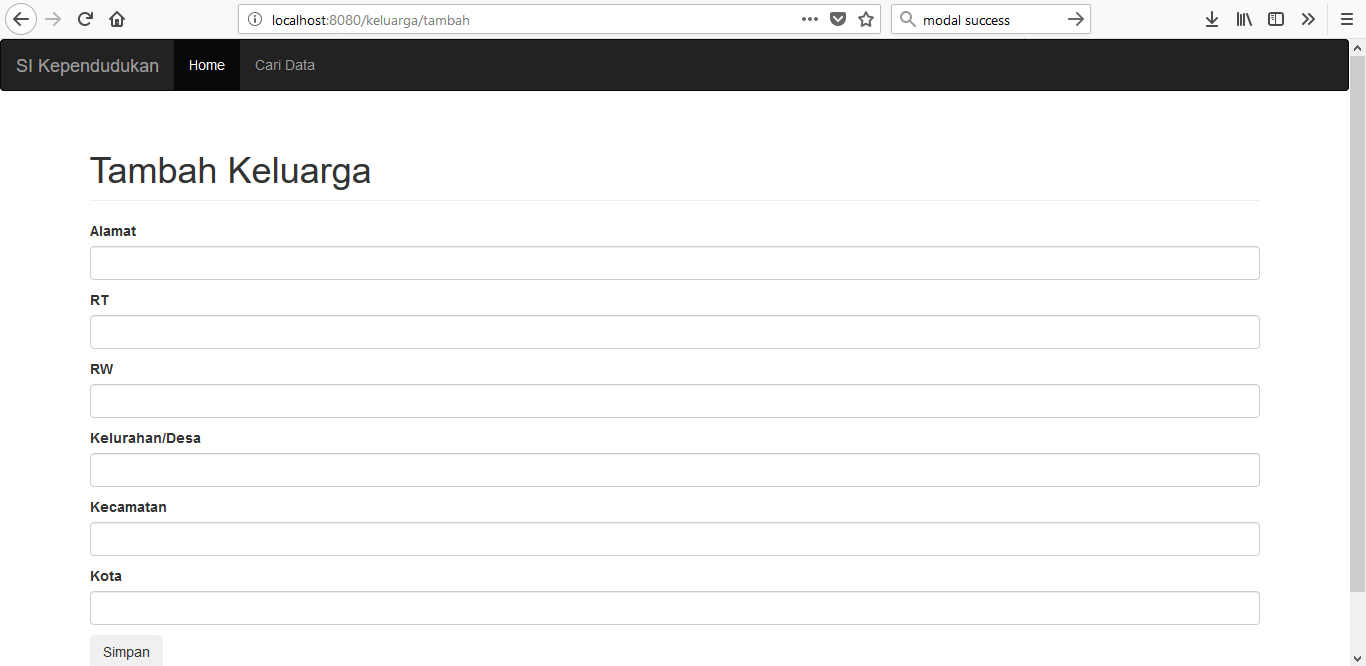 localhost:8080/keluarga/tambah
modal success
SI Kependudukan Home Cari Data
Tambah Keluarga
Alamat
RT
RW
Kelurahan/Desa
Kecamatan
Kota
Simpan